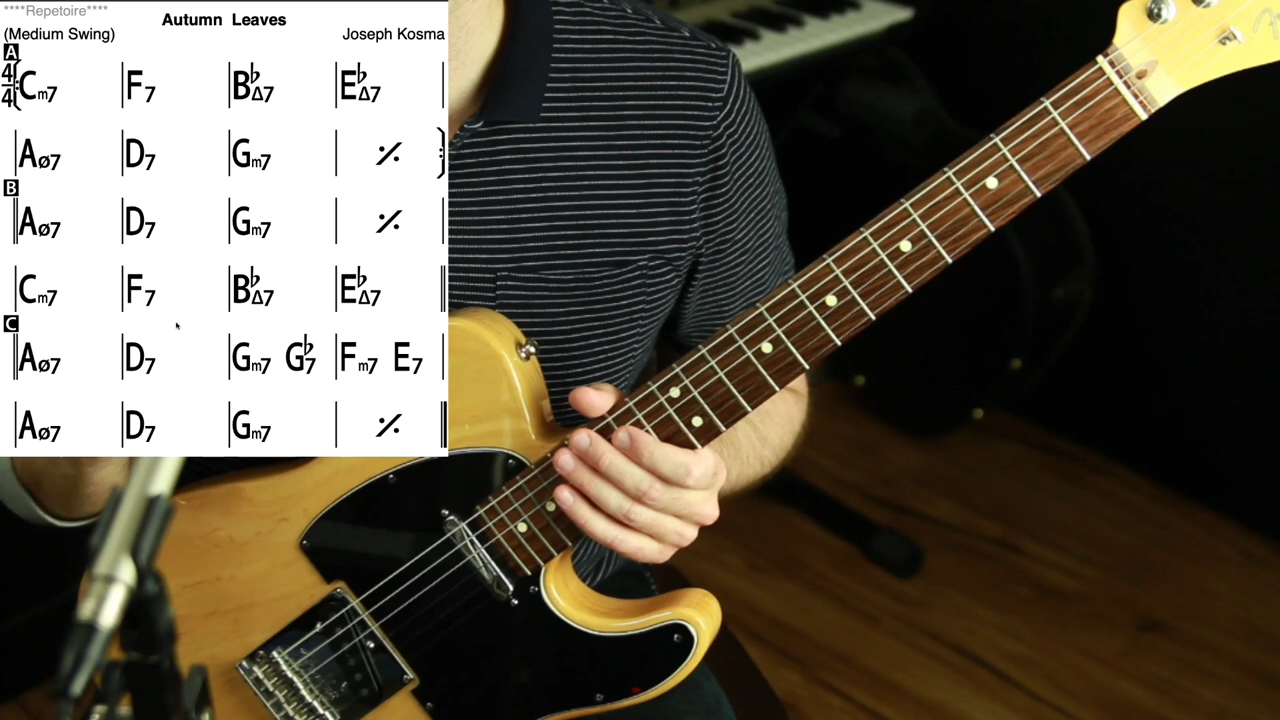 ****Repetoire****
Autumn Leaves
(Medium Swing) Joseph Kosma
A
4/4 Cm7 F7 B♭Δ7 E♭Δ7
Aø7 D7 Gm7 𝄎
B
Aø7 D7 Gm7 𝄎
Cm7 F7 B♭Δ7 E♭Δ7
C
Aø7 D7 Gm7 G♭7 Fm7 E7
Aø7 D7 Gm7 𝄎